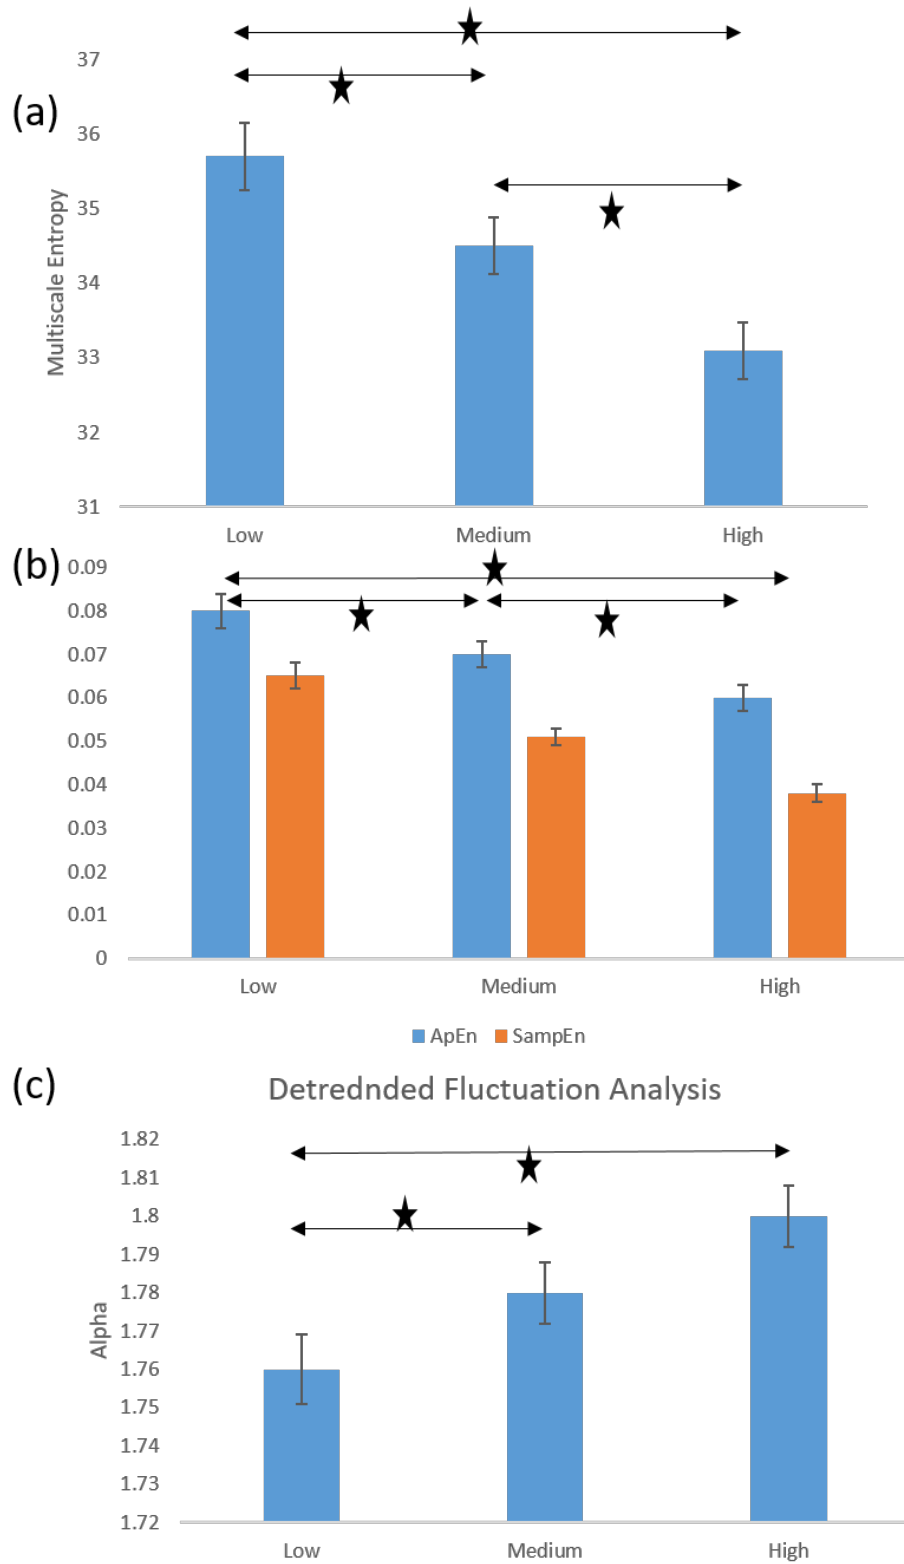 37
(a)
36
35
34
33
32
31
Multiscale Entropy
Low Medium High
(b)
0.09
0.08
0.07
0.06
0.05
0.04
0.03
0.02
0.01
0
Low Medium High
ApEn SampEn
(c)
Detrednded Fluctuation Analysis
1.82
1.81
1.8
1.79
1.78
1.77
1.76
1.75
1.74
1.73
1.72
Alpha
Low Medium High